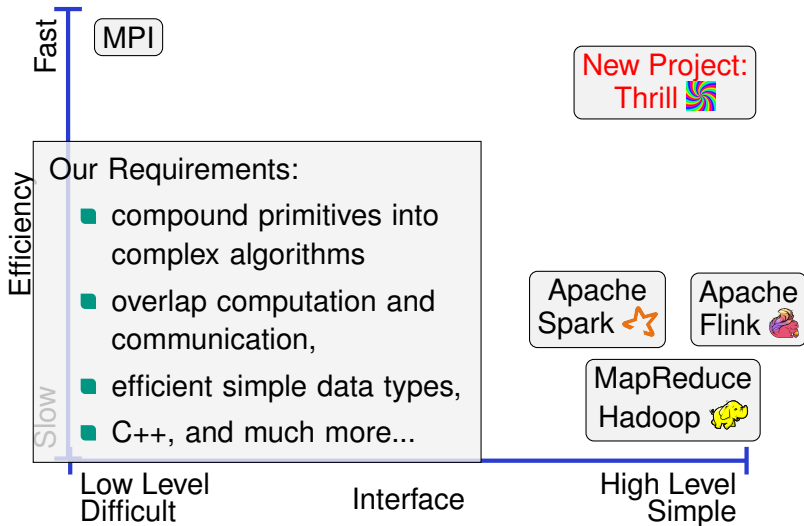 Fast
MPI
New Project:
Thrill
Efficiency
Our Requirements:
compound primitives into
complex algorithms
overlap computation and
communication,
efficient simple data types,
C++, and much more...
Apache
Spark
Apache
Flink
MapReduce
Hadoop
Slow
Low Level
Difficult
Interface
High Level
Simple